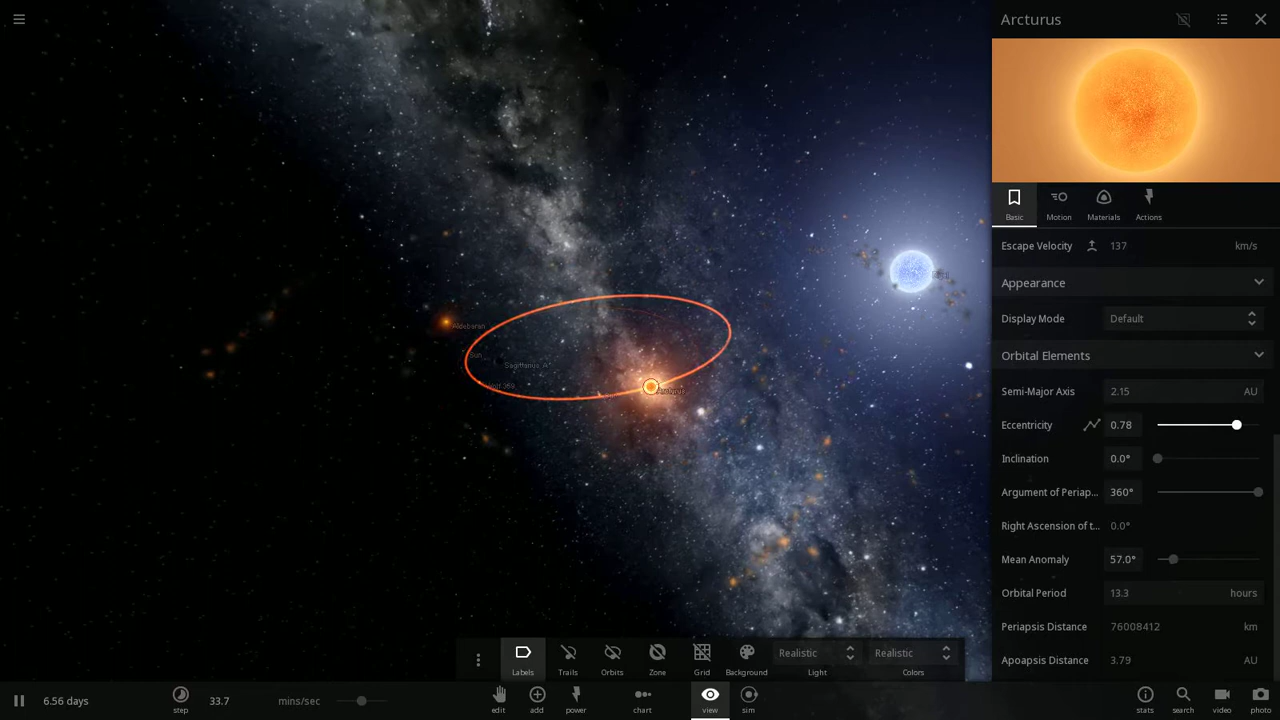 Arcturus
Basic
Motion
Materials
Actions
Escape Velocity 137 km/s
Appearance
Display Mode Default
Orbital Elements
Semi-Major Axis 2.15 AU
Eccentricity 0.78
Inclination 0.0°
Argument of Periap... 360°
Right Ascension of t... 0.0°
Mean Anomaly 57.0°
Orbital Period 13.3 hours
Periapsis Distance 76008412 km
Apoapsis Distance 3.79 AU
Aldebaran
Sun
Sagittarius A*
Arcturus
Labels
Trails
Orbits
Zone
Grid
Background
Realistic
Light
Realistic
Colors
6.56 days
step
33.7 mins/sec
edit
add
power
chart
view
sim
stats
search
video
photo